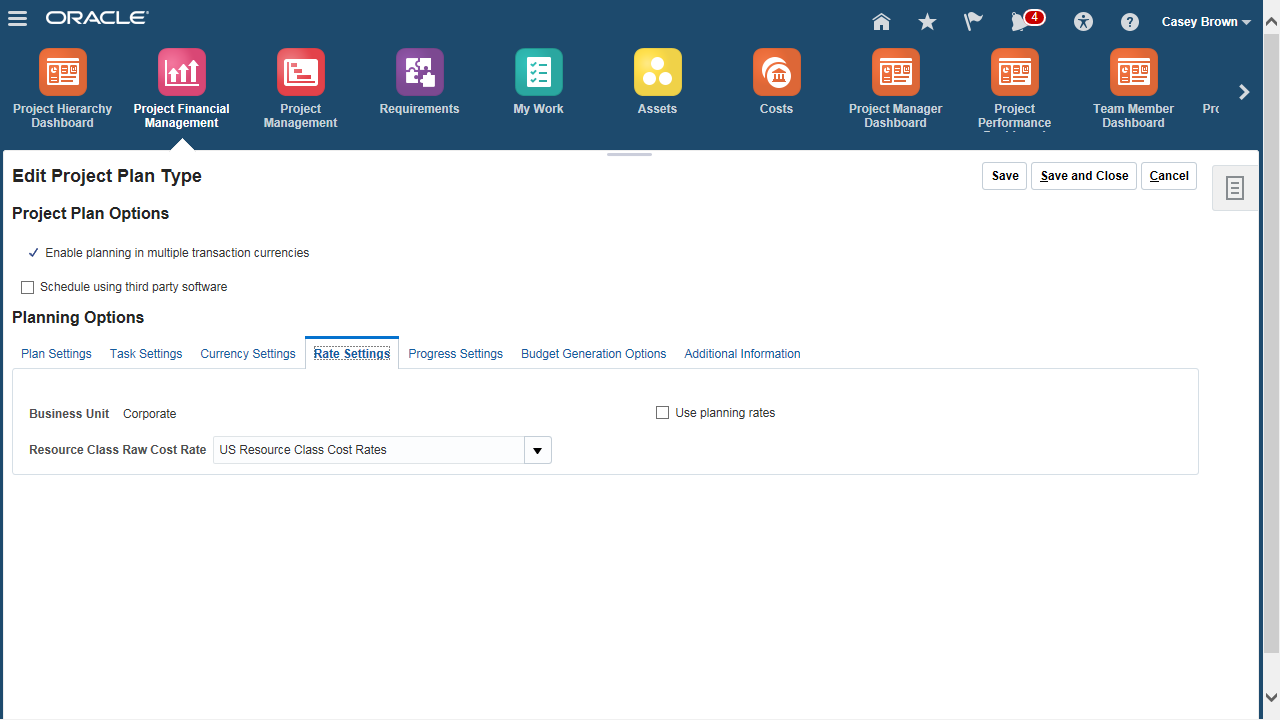 ORACLE
4
Casey Brown
Project Hierarchy
Dashboard
Project Financial
Management
Project
Management
Requirements
My Work
Assets
Costs
Project Manager
Dashboard
Project
Performance
Team Member
Dashboard
Edit Project Plan Type
Save
Save and Close
Cancel
Project Plan Options
Enable planning in multiple transaction currencies
Schedule using third party software
Planning Options
Plan Settings
Task Settings
Currency Settings
Rate Settings
Progress Settings
Budget Generation Options
Additional Information
Business Unit Corporate
Use planning rates
Resource Class Raw Cost Rate US Resource Class Cost Rates